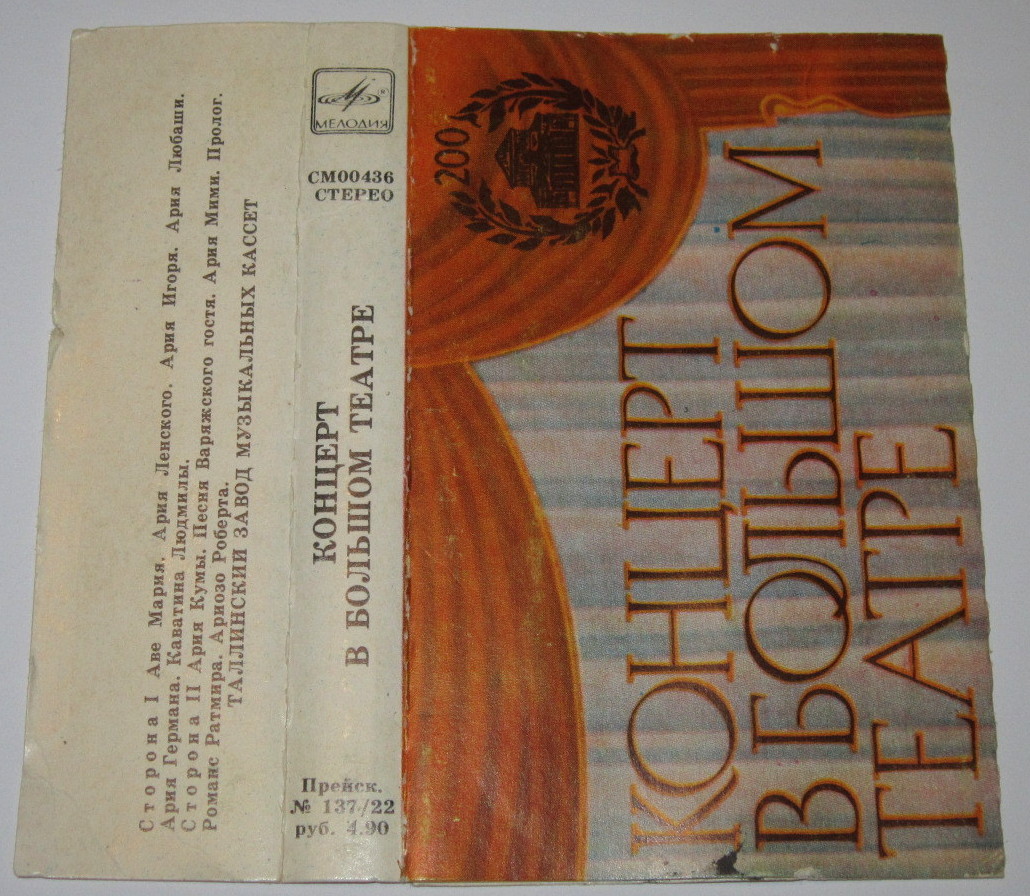 Сторона I Аве Мария. Ария Ленского. Ария Игоря. Ария Любаши.
Ария Германа. Каватина Людмилы.
Сторона II Ария Кумы. Песня Варяжского гостя. Ария Мими. Пролог.
Романс Ратмира. Ариозо Роберта.
ТАЛЛИНСКИЙ ЗАВОД МУЗЫКАЛЬНЫХ КАССЕТ
МЕЛОДИЯ
СМ00436
СТЕРЕО
КОНЦЕРТ
В БОЛЬШОМ ТЕАТРЕ
Прейск.
№ 137/22
руб. 4.90
200
КОНЦЕРТ
В БОЛЬШОМ
ТЕАТРЕ